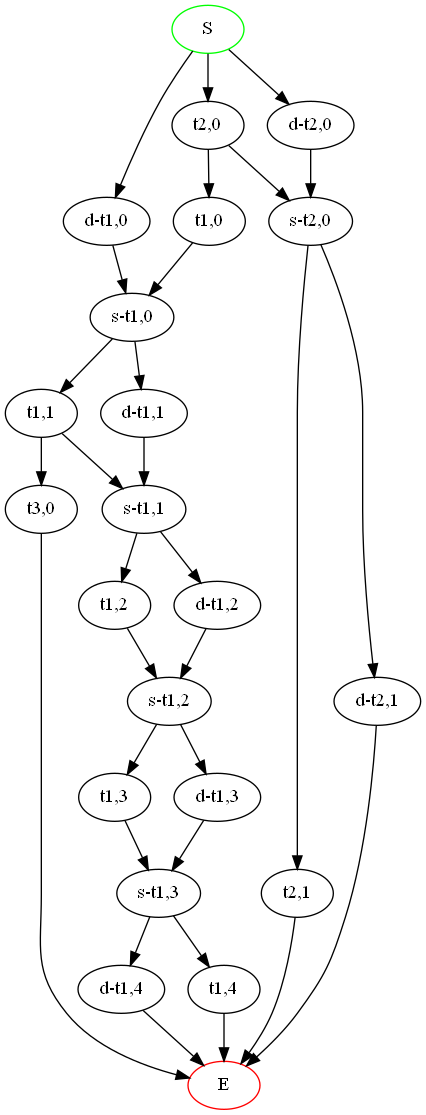 S
t2,0
d-t2,0
d-t1,0
t1,0
s-t2,0
s-t1,0
t1,1
d-t1,1
t3,0
s-t1,1
t1,2
d-t1,2
s-t1,2
d-t2,1
t1,3
d-t1,3
s-t1,3
t2,1
d-t1,4
t1,4
E